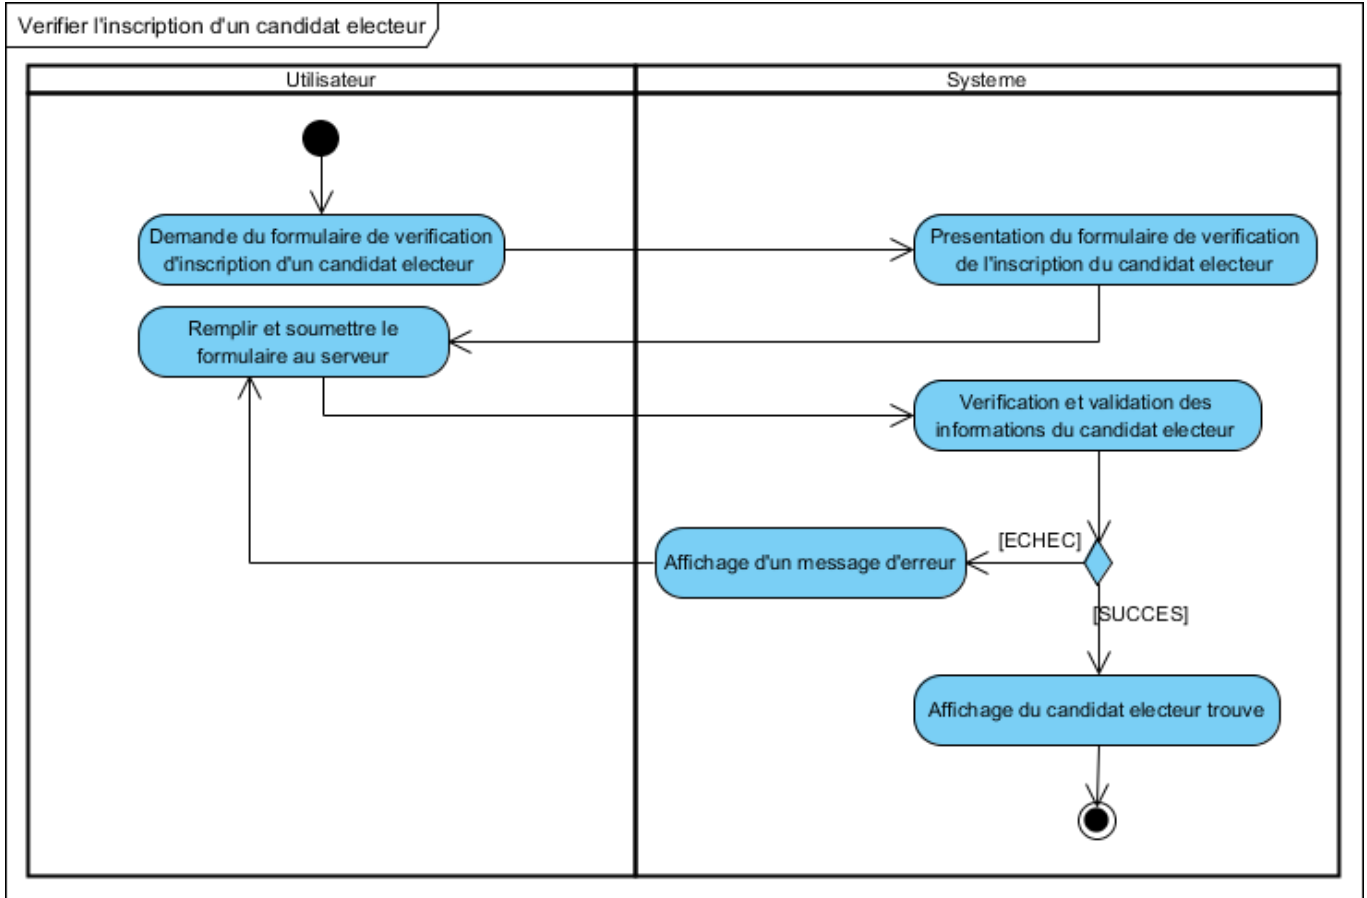 Verifier l'inscription d'un candidat electeur
Utilisateur
Systeme
Demande du formulaire de verification
d'inscription d'un candidat electeur
Presentation du formulaire de verification
de l'inscription du candidat electeur
Remplir et soumettre le
formulaire au serveur
Verification et validation des
informations du candidat electeur
[ECHEC]
Affichage d'un message d'erreur
[SUCCES]
Affichage du candidat electeur trouve